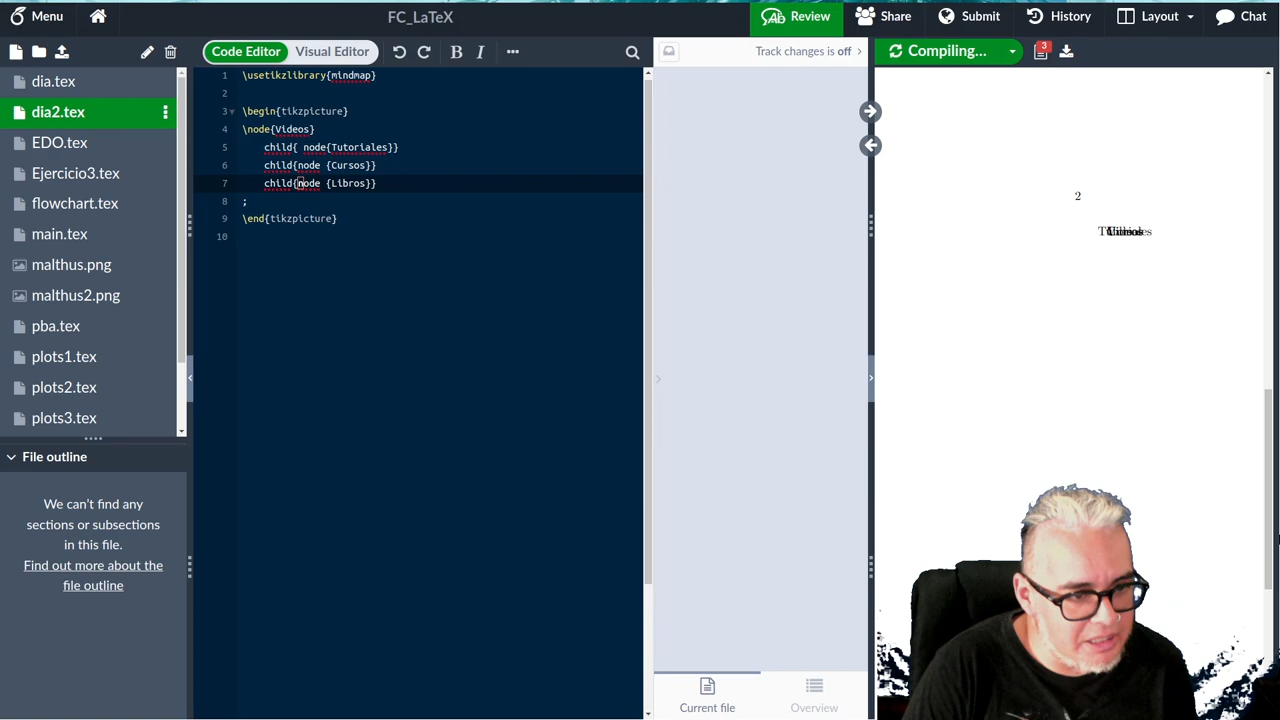 Menu
FC_LaTeX
Review
Share
Submit
History
Layout
Chat
Code Editor
Visual Editor
B I
Track changes is off
Compiling...
3
dia.tex
dia2.tex
EDO.tex
Ejercicio3.tex
flowchart.tex
main.tex
malthus.png
malthus2.png
pba.tex
plots1.tex
plots2.tex
plots3.tex
File outline
We can't find any
sections or subsections
in this file.
Find out more about the
file outline
1 \usetikzlibrary{mindmap}
2
3 \begin{tikzpicture}
4 \node{Videos}
5 child{ node{Tutoriales}}
6 child{node {Cursos}}
7 child{node {Libros}}
8 ;
9 \end{tikzpicture}
10
Current file
Overview
2